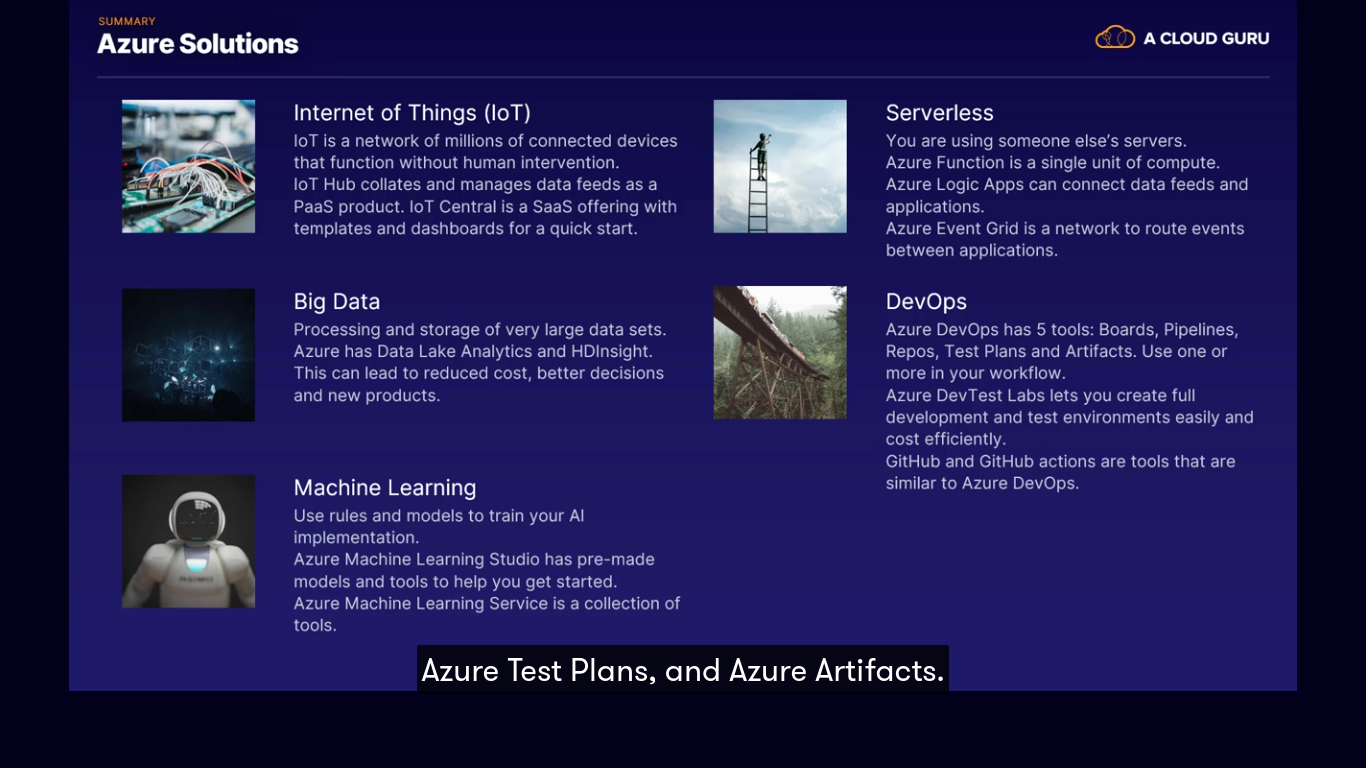 SUMMARY
Azure Solutions
A CLOUD GURU
Internet of Things (IoT)
IoT is a network of millions of connected devices
that function without human intervention.
IoT Hub collates and manages data feeds as a
PaaS product. IoT Central is a SaaS offering with
templates and dashboards for a quick start.
Big Data
Processing and storage of very large data sets.
Azure has Data Lake Analytics and HDInsight.
This can lead to reduced cost, better decisions
and new products.
Machine Learning
Use rules and models to train your AI
implementation.
Azure Machine Learning Studio has pre-made
models and tools to help you get started.
Azure Machine Learning Service is a collection of
tools.
Serverless
You are using someone else’s servers.
Azure Function is a single unit of compute.
Azure Logic Apps can connect data feeds and
applications.
Azure Event Grid is a network to route events
between applications.
DevOps
Azure DevOps has 5 tools: Boards, Pipelines,
Repos, Test Plans and Artifacts. Use one or
more in your workflow.
Azure DevTest Labs lets you create full
development and test environments easily and
cost efficiently.
GitHub and GitHub actions are tools that are
similar to Azure DevOps.
Azure Test Plans, and Azure Artifacts.